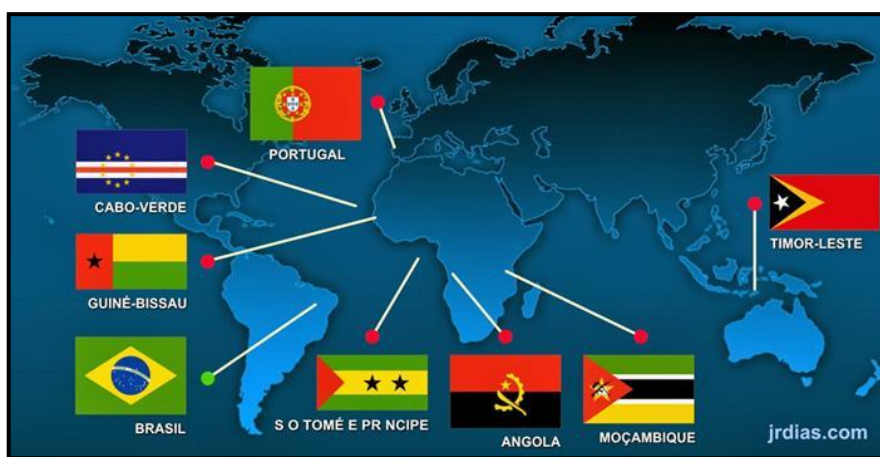 PORTUGAL
CABO-VERDE
TIMOR-LESTE
GUINÉ-BISSAU
BRASIL
S O TOMÉ E PR NCIPE
ANGOLA
MOÇAMBIQUE
jrdias.com